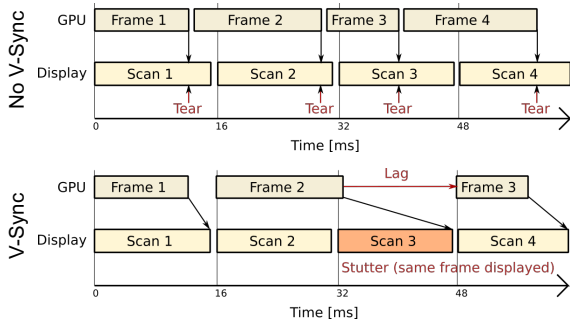 No V-Sync
GPU
Frame 1
Frame 2
Frame 3
Frame 4
Display
Scan 1
Scan 2
Scan 3
Scan 4
Tear
Tear
Tear
Tear
0
16
32
48
Time [ms]
V-Sync
GPU
Frame 1
Frame 2
Lag
Frame 3
Display
Scan 1
Scan 2
Scan 3
Scan 4
Stutter (same frame displayed)
0
16
32
48
Time [ms]